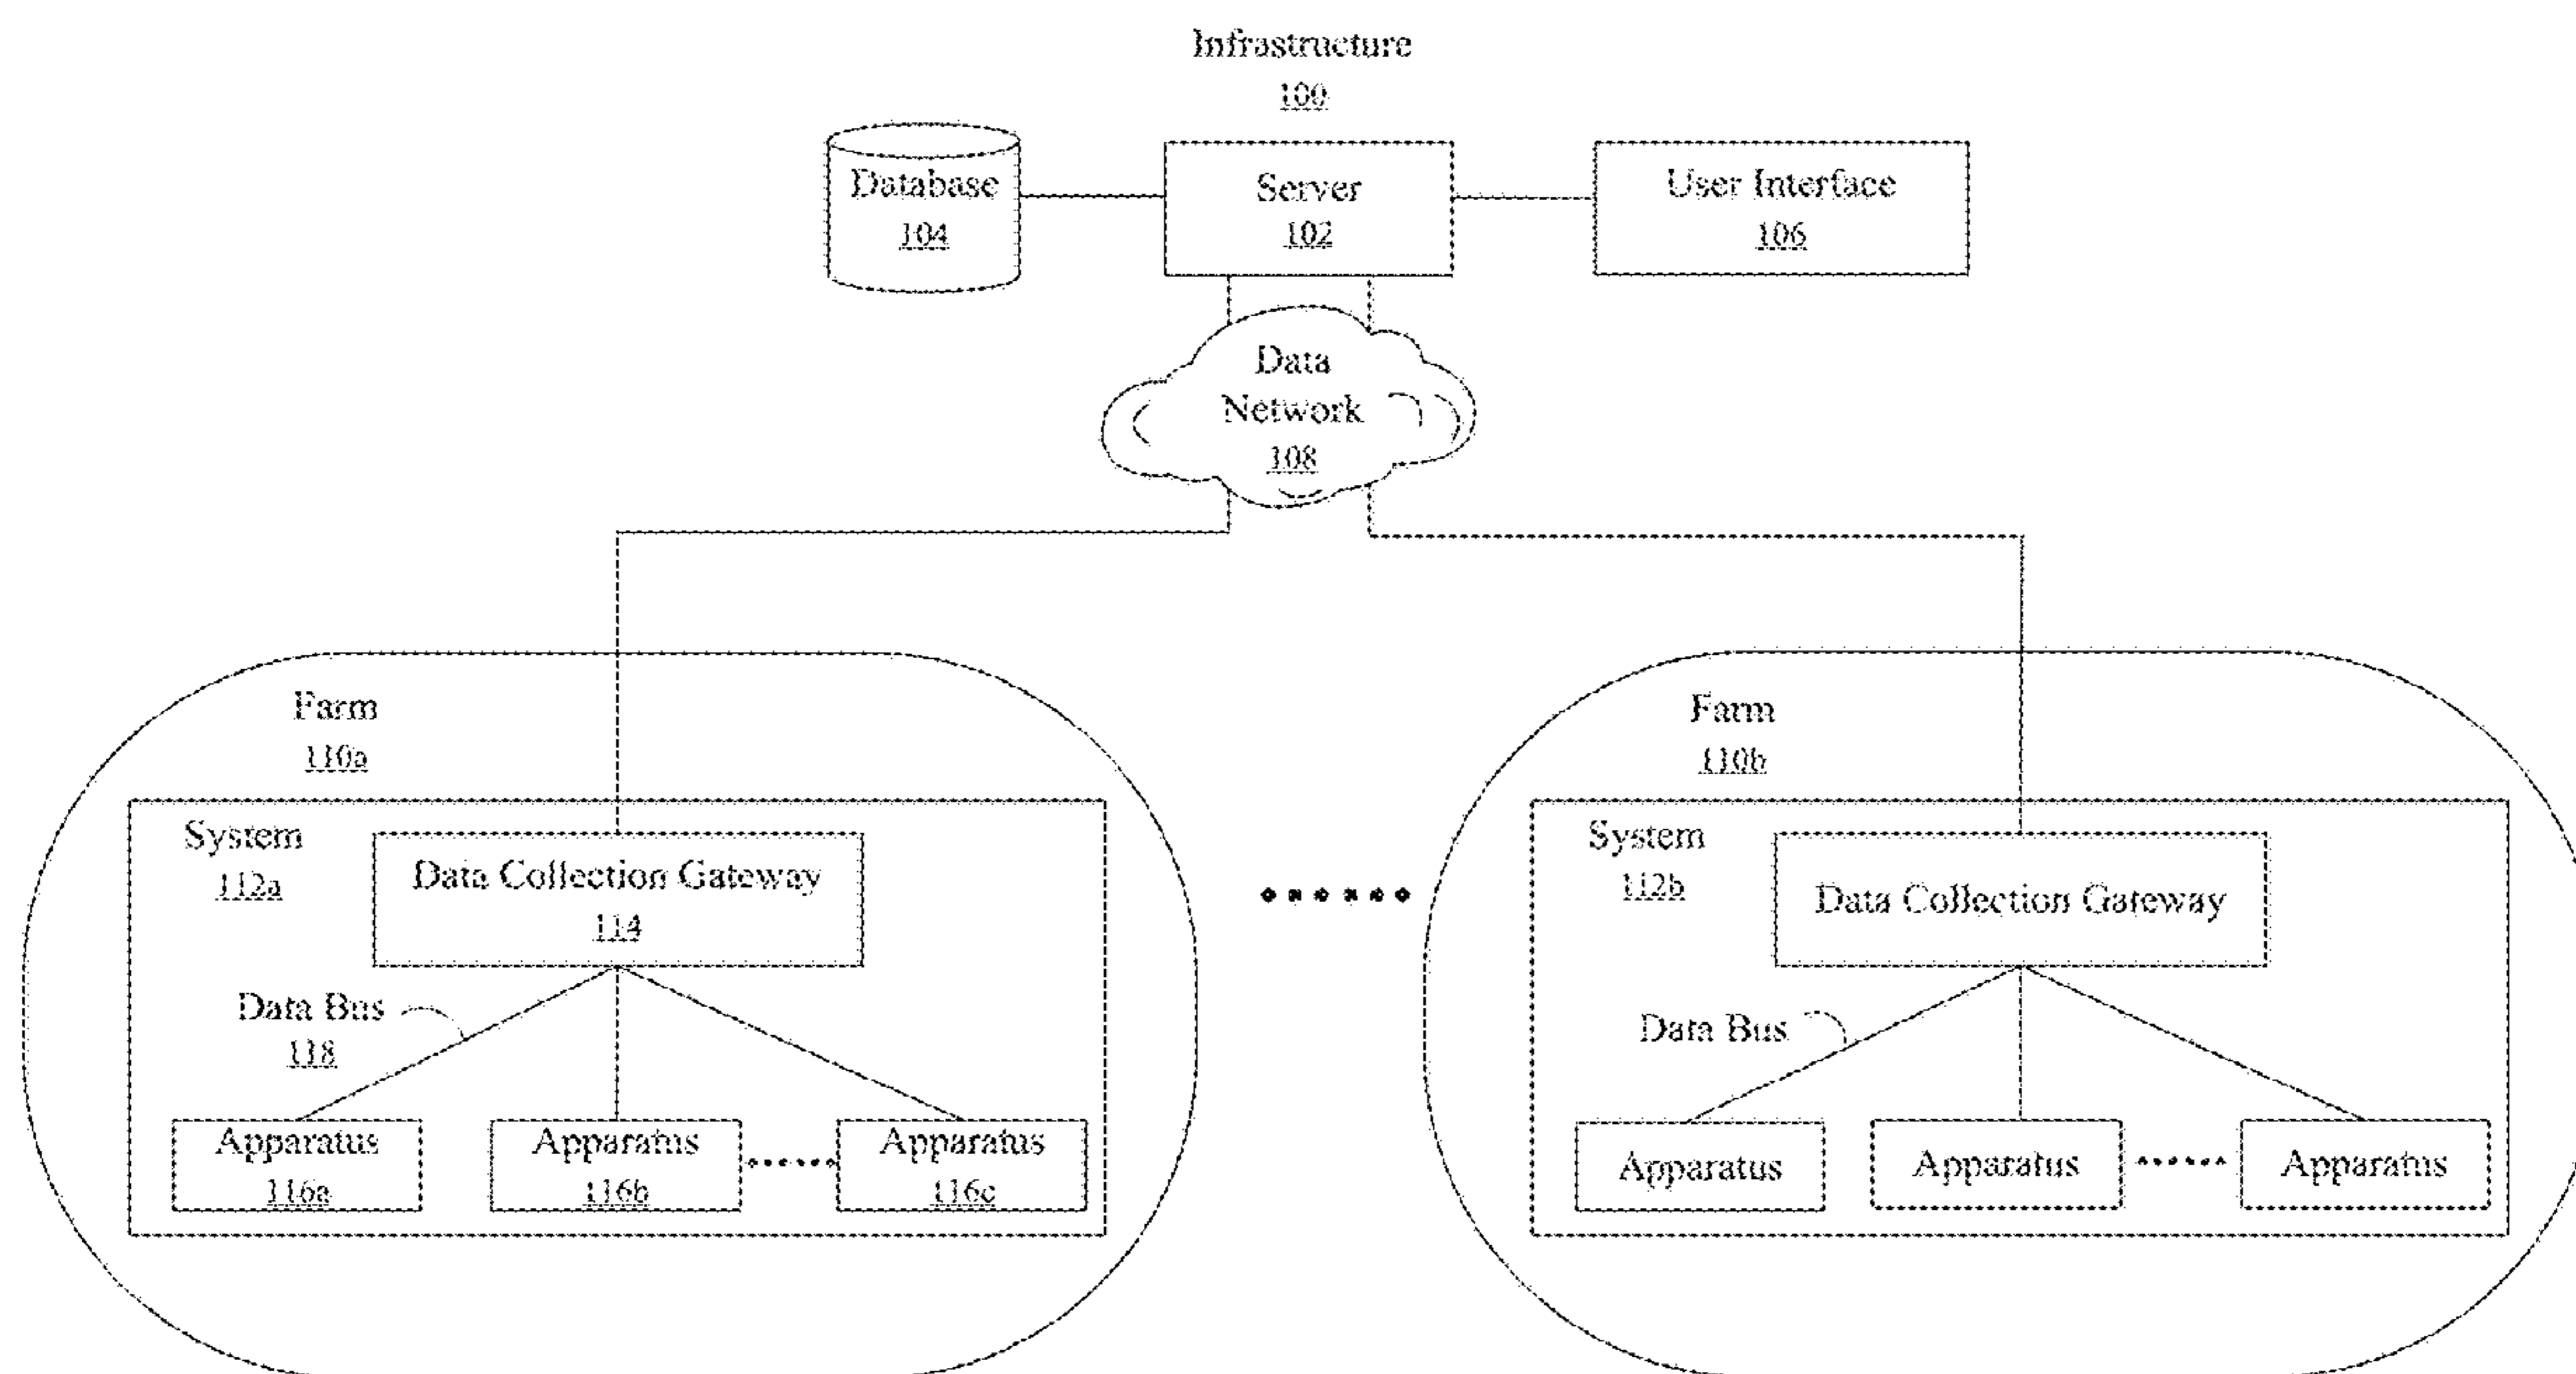 Infrastructure
100
Database
104
Server
102
User Interface
106
Data
Network
108
Farm
110a
System
112a
Data Collection Gateway
114
Data Bus
118
Apparatus
116a
Apparatus
116b
Apparatus
116c
Farm
110b
System
112b
Data Collection Gateway
Data Bus
Apparatus
Apparatus
Apparatus